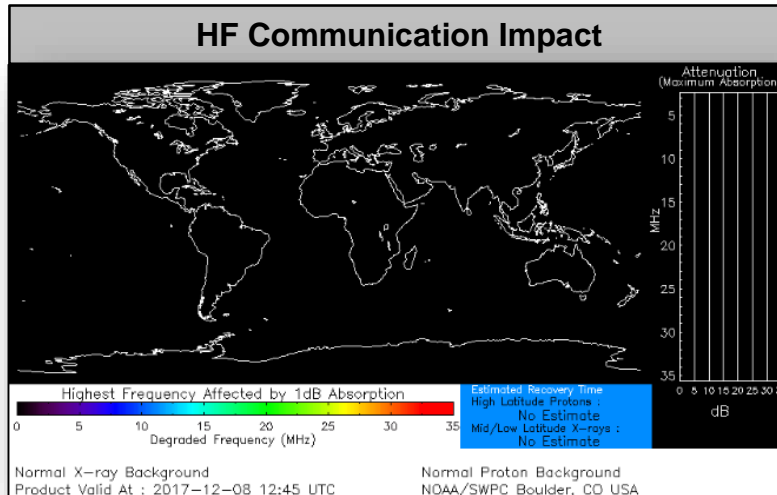 HF Communication Impact
Attenuation
(Maximum Absorption
5
10
15
20
25
30
35
MHz
0 5 10 15 20 25 30
dB
Highest Frequency Affected by 1dB Absorption
0 5 10 15 20 25 30 35
Degraded Frequency (MHz)
Estimated Recovery Time
High Latitude Protons :
No Estimate
Mid/Low Latitude X-rays :
No Estimate
Normal X-ray Background
Product Valid At : 2017-12-08 12:45 UTC
Normal Proton Background
NOAA/SWPC Boulder, CO USA